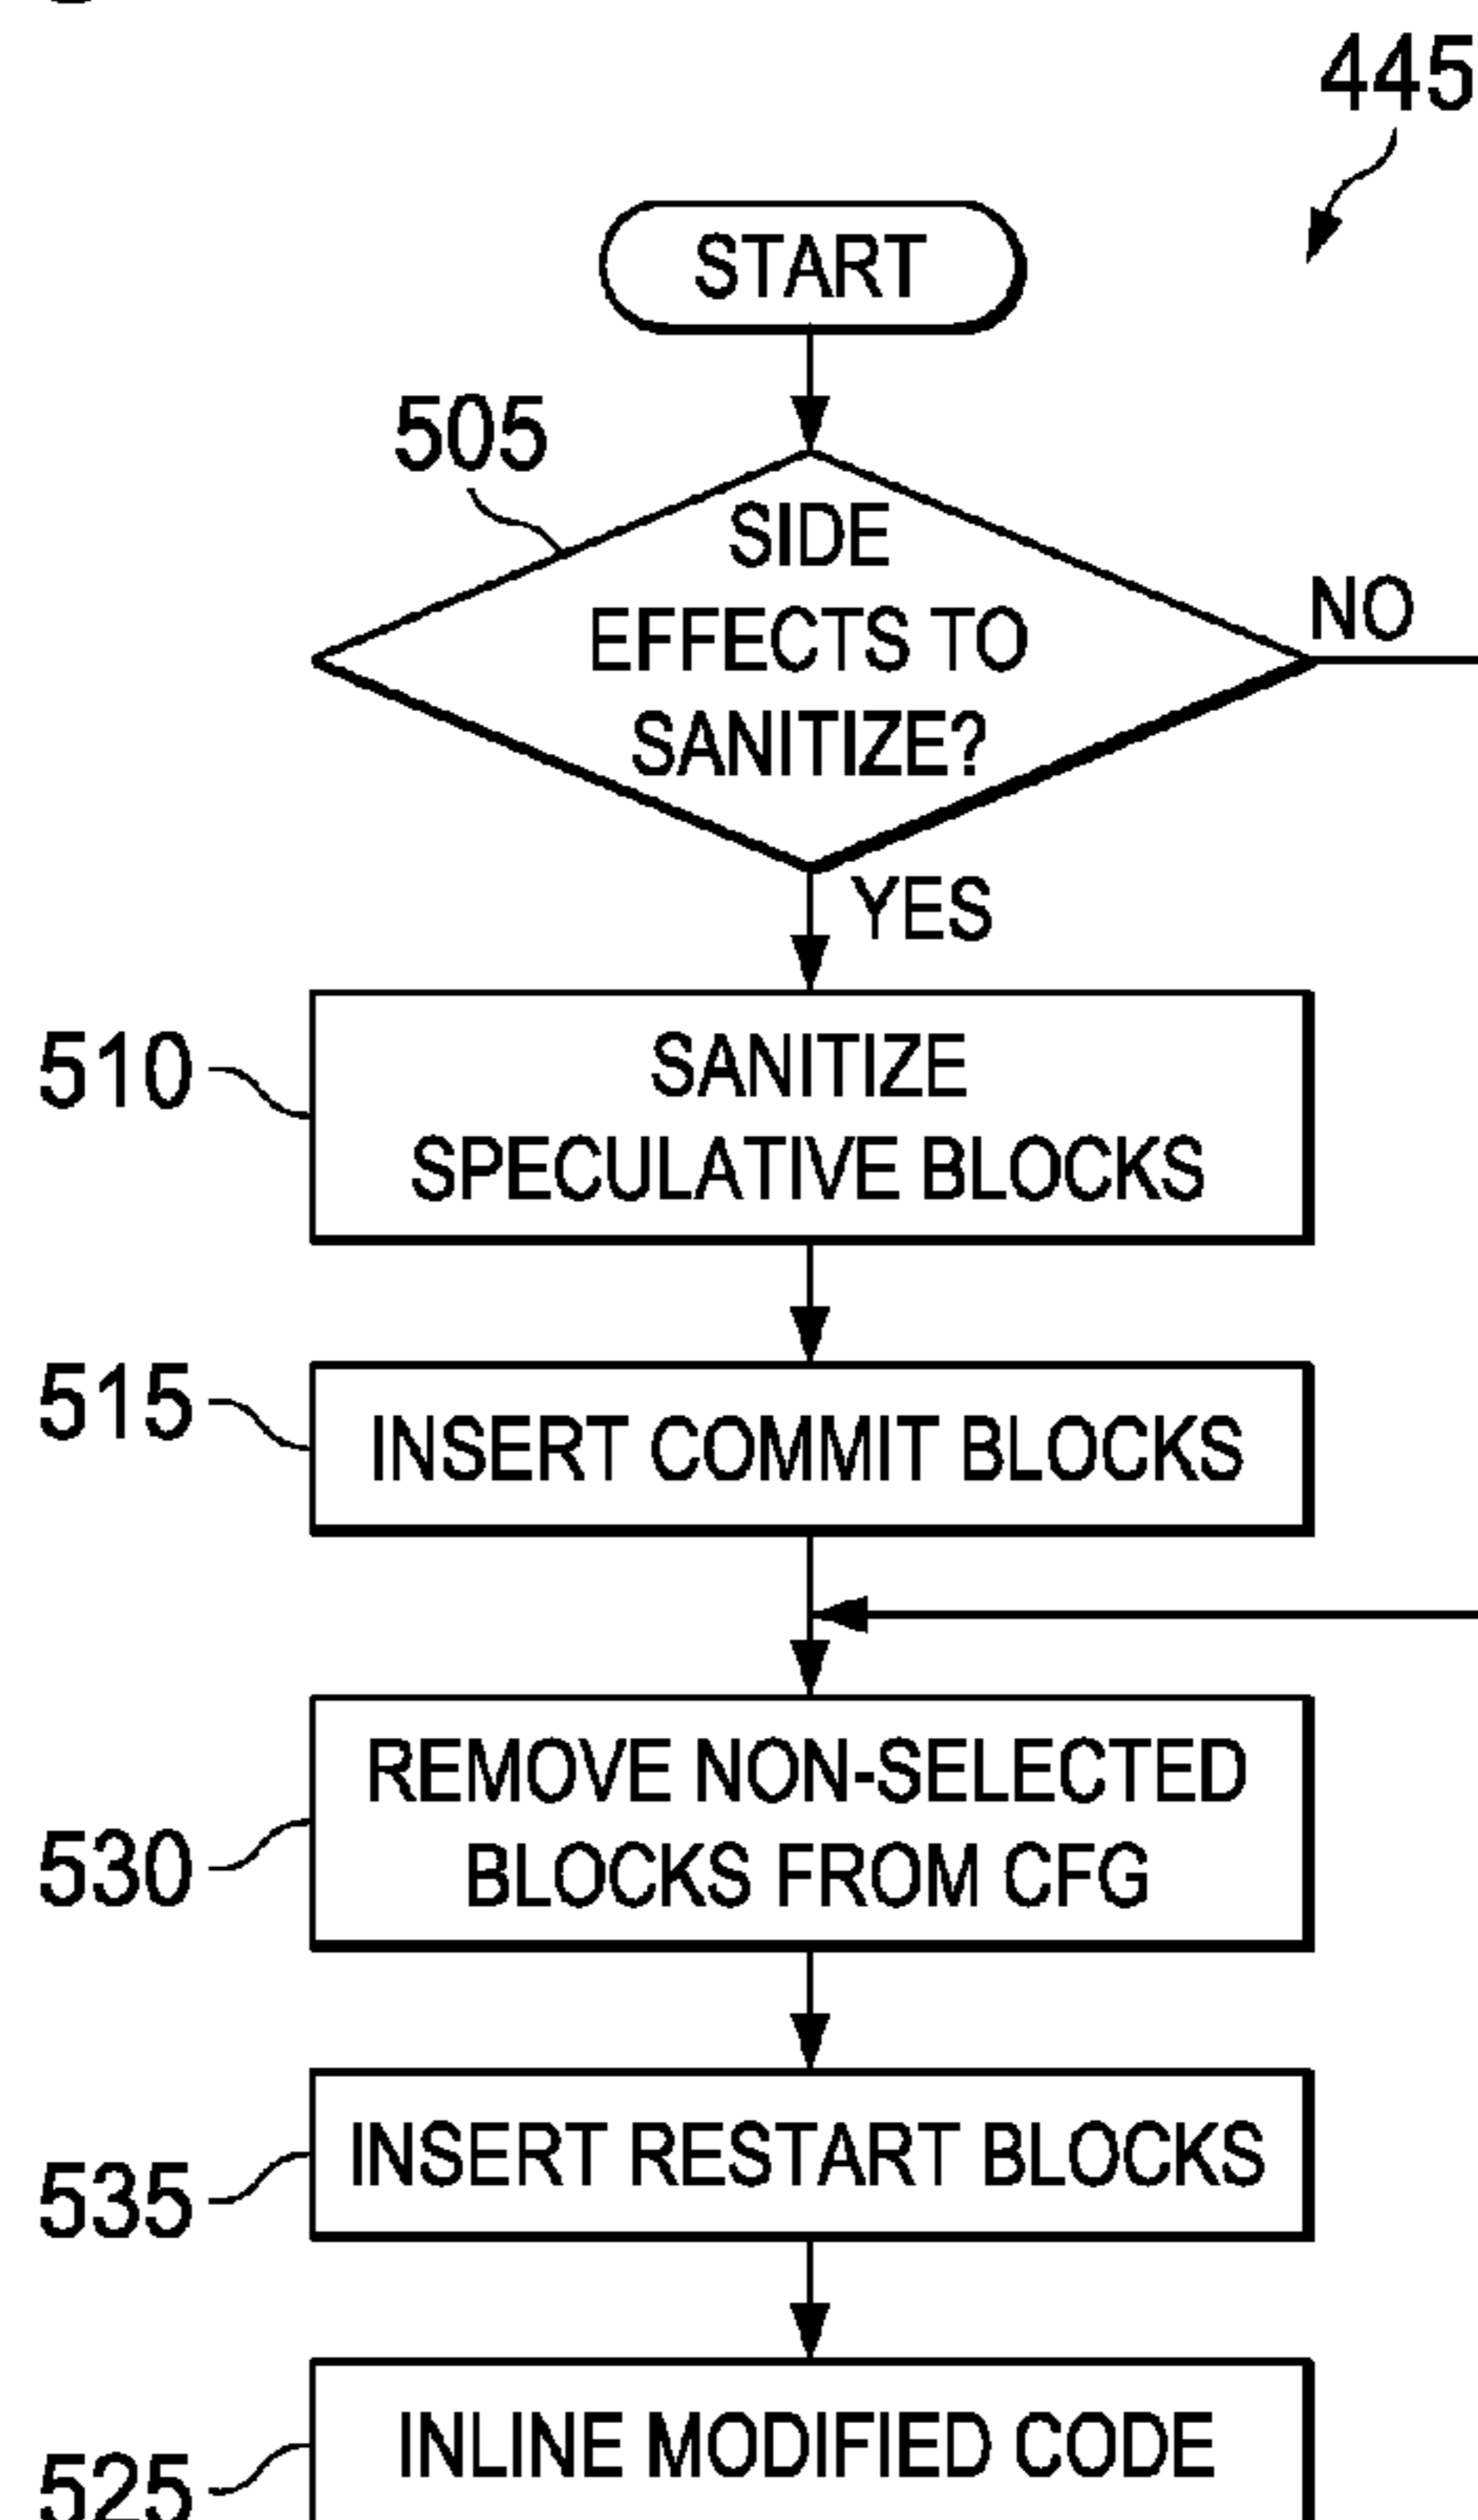 445
START
505
SIDE
EFFECTS TO
SANITIZE?
NO
YES
510
SANITIZE
SPECULATIVE BLOCKS
515
INSERT COMMIT BLOCKS
530
REMOVE NON-SELECTED
BLOCKS FROM CFG
535
INSERT RESTART BLOCKS
525
INLINE MODIFIED CODE